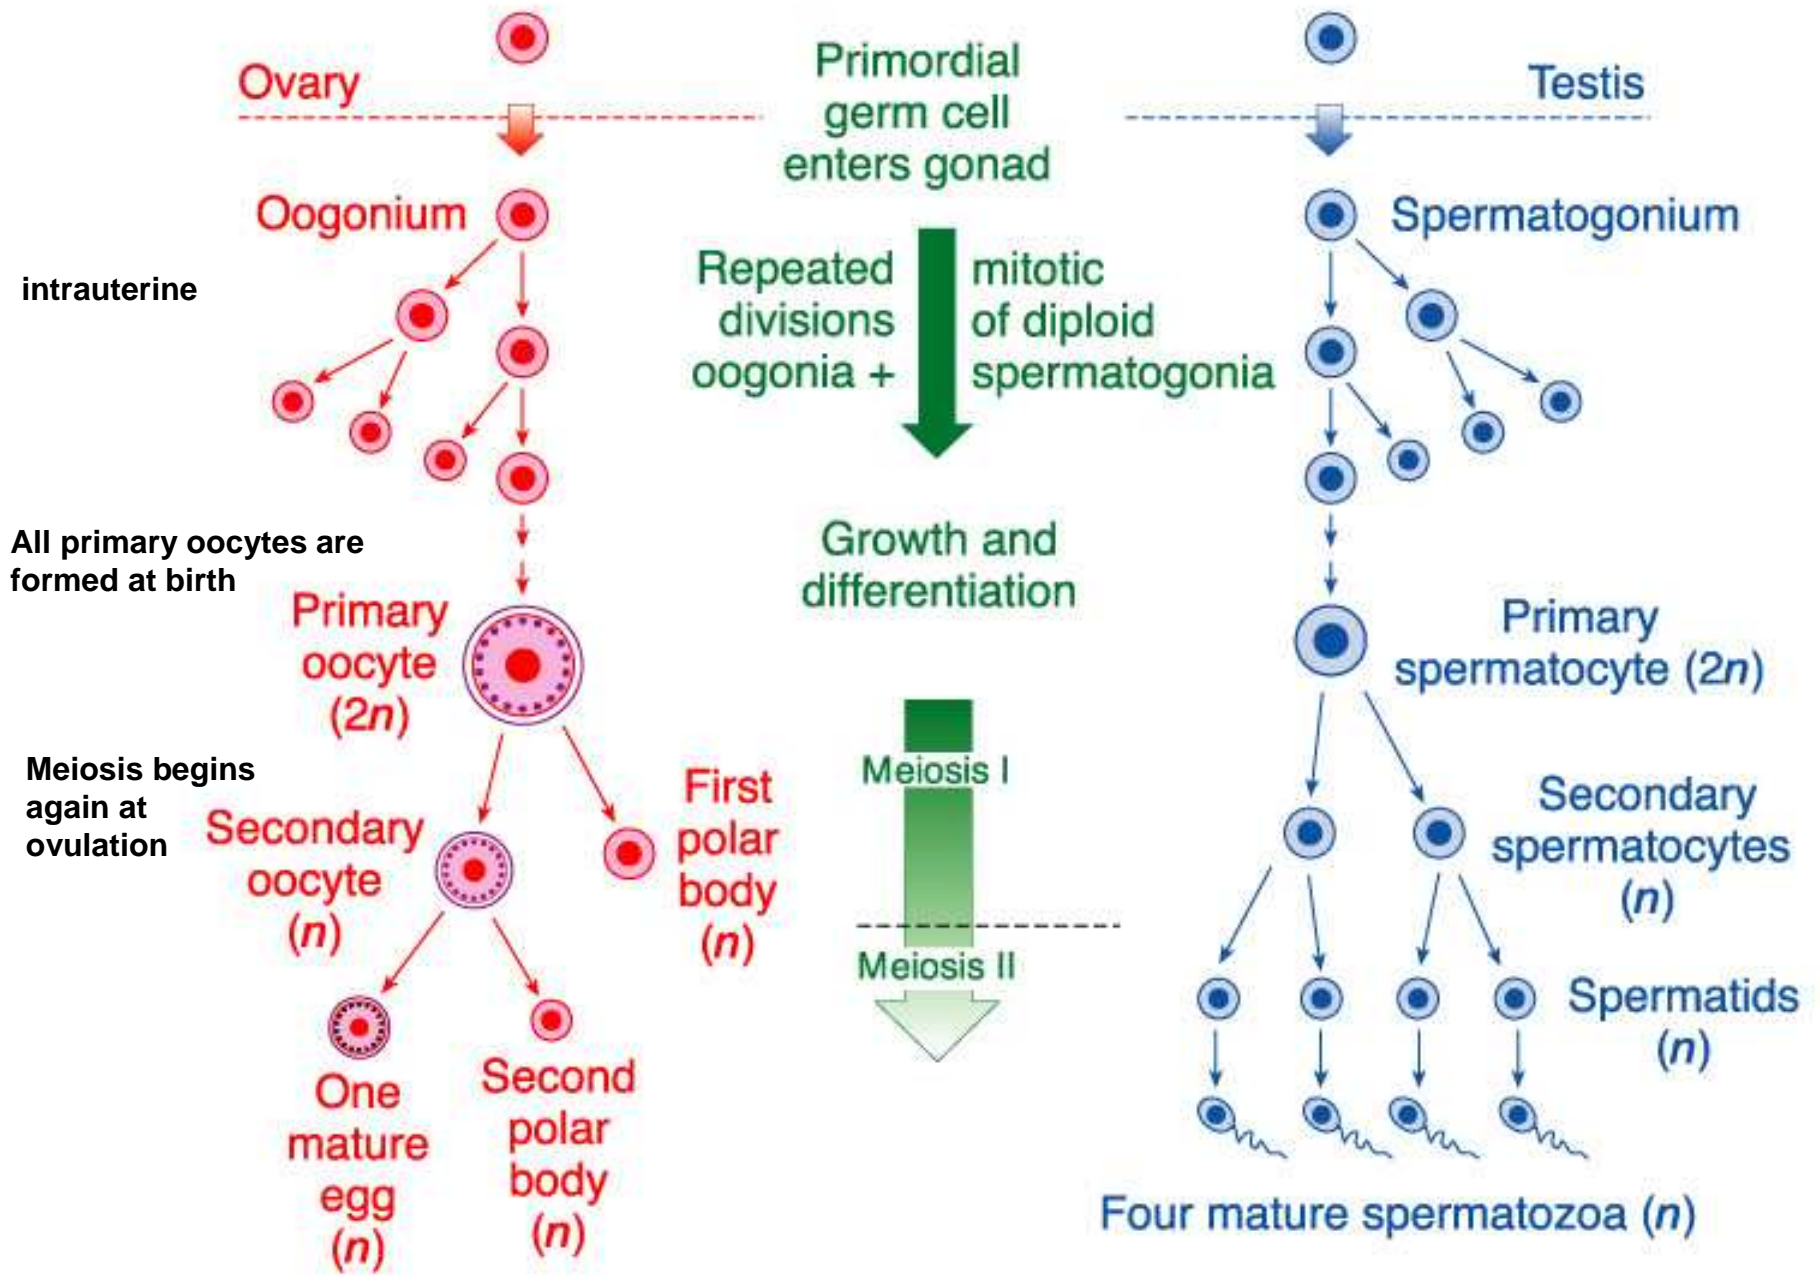 Ovary
Primordial
germ cell
enters gonad
Testis
Oogonium
Spermatogonium
intrauterine
Repeated mitotic
divisions of diploid
oogonia + spermatogonia
All primary oocytes are
formed at birth
Growth and
differentiation
Primary
oocyte
(2n)
Primary
spermatocyte (2n)
Meiosis begins
again at
ovulation
Meiosis I
First
polar
body
(n)
Secondary
oocyte
(n)
Secondary
spermatocytes
(n)
Meiosis II
Spermatids
(n)
One
mature
egg
(n)
Second
polar
body
(n)
Four mature spermatozoa (n)